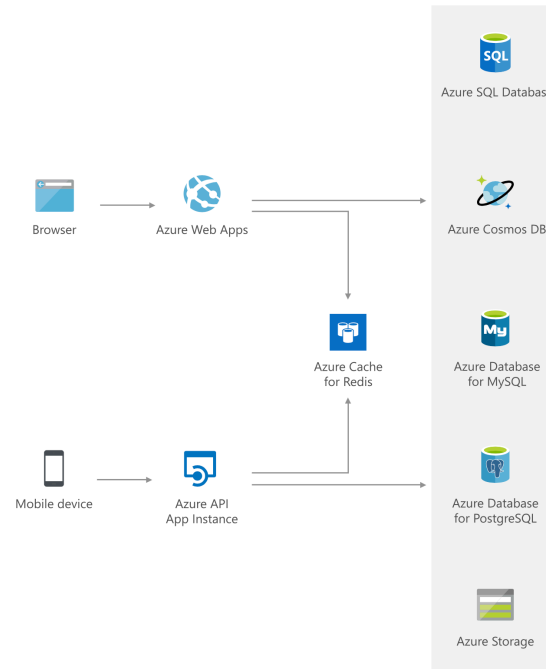 SQL
Azure SQL Databas
Browser
Azure Web Apps
Azure Cosmos DB
Azure Cache
for Redis
My
Azure Database
for MySQL
Mobile device
Azure API
App Instance
Azure Database
for PostgreSQL
Azure Storage